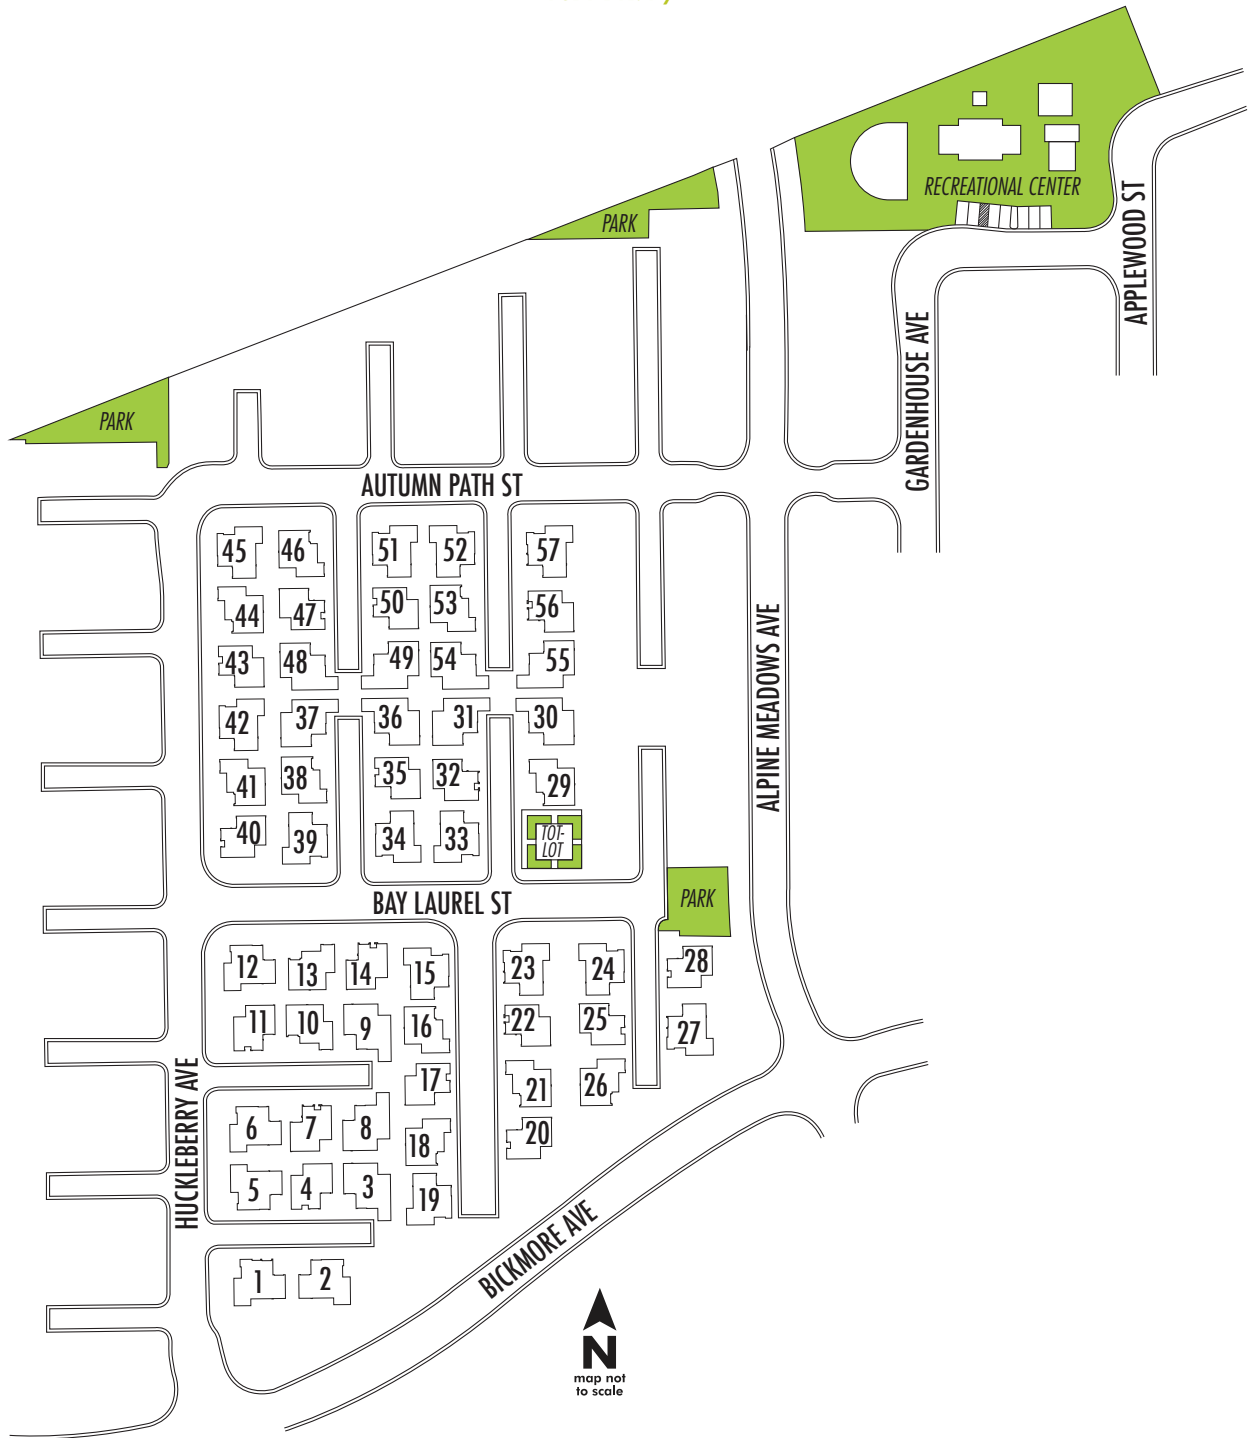 RECREATIONAL CENTER
APPLEWOOD ST
PARK
GARDENHOUSE AVE
PARK
AUTUMN PATH ST
45 46 51 52 57
44 47 50 53 56
43 48 49 54 55
42 37 36 31 30
41 38 35 32 29
40 39 34 33
TOT-
LOT
ALPINE MEADOWS AVE
PARK
BAY LAUREL ST
12 13 14 15 23 24 28
11 10 9 16 22 25 27
17 21 26
6 7 8 18 20
5 4 3 19
HUCKLEBERRY AVE
1 2
BICKMORE AVE
N
map not
to scale